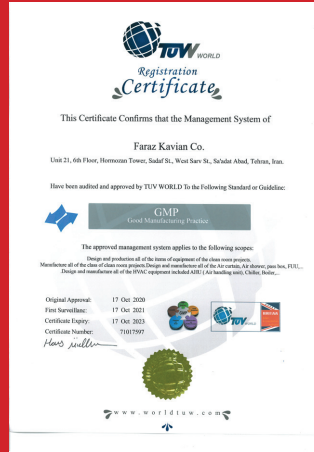 TÜV WORLD
Registration
Certificate
This Certificate Confirms that the Management System of
Faraz Kavian Co.
Unit 21, 6th Floor, Hormozan Tower, Sadaf St., West Sarv St., Sa'adat Abad, Tehran, Iran.
Have been audited and approved by TUV WORLD To the Following Standard or Guideline:
GMP
Good Manufacturing Practice
The approved management system applies to the following scopes:
Design and production all of the items of equipment of the clean room projects,
Manufacture all of the class of clean room projects Design and manufacture all of the Air curtain, Air shower, pass box, FUU,..
Design and manufacture all of the HVAC equipment included AHU ( Air handling unit), Chiller, Boiler,..
Original Approval: 17 Oct 2020
First Surveillane: 17 Oct 2021
Certificate Expiry: 17 Oct 2023
Certificate Number: 71017597
TÜV WORLD
www.worldtuw.com